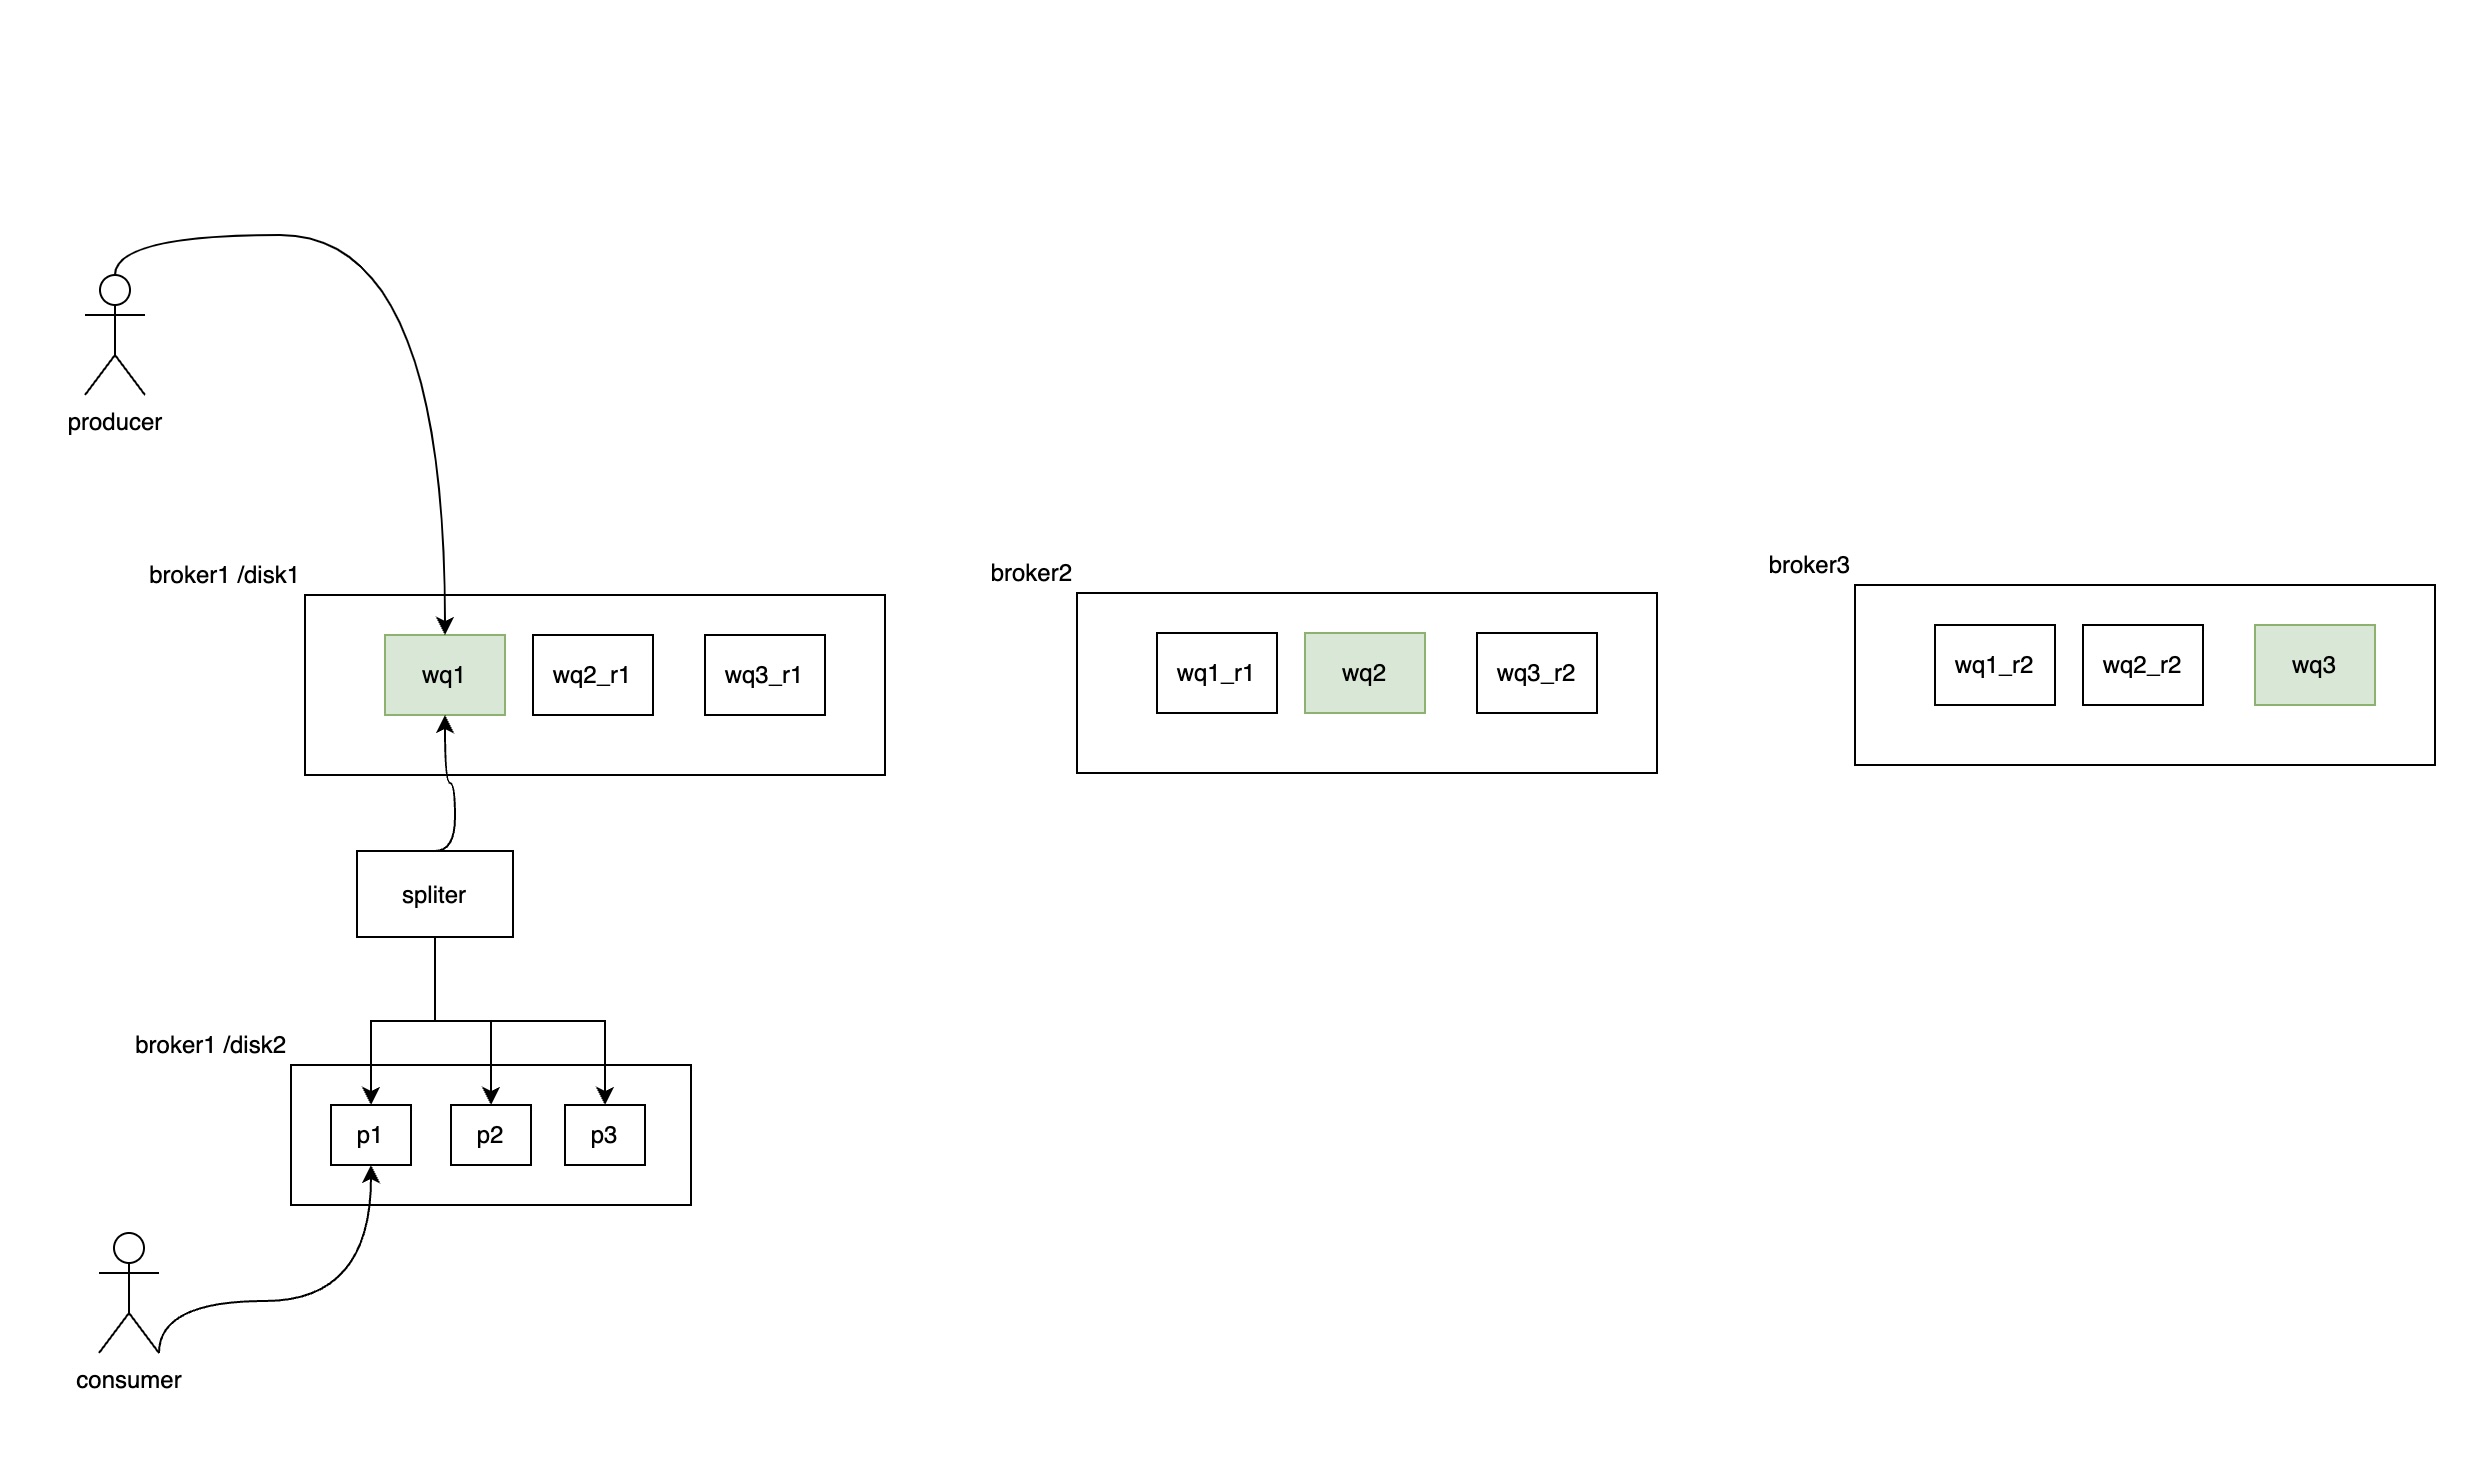 producer
broker1 /disk1
wq1
wq2_r1
wq3_r1
broker2
wq1_r1
wq2
wq3_r2
broker3
wq1_r2
wq2_r2
wq3
spliter
broker1 /disk2
p1
p2
p3
consumer